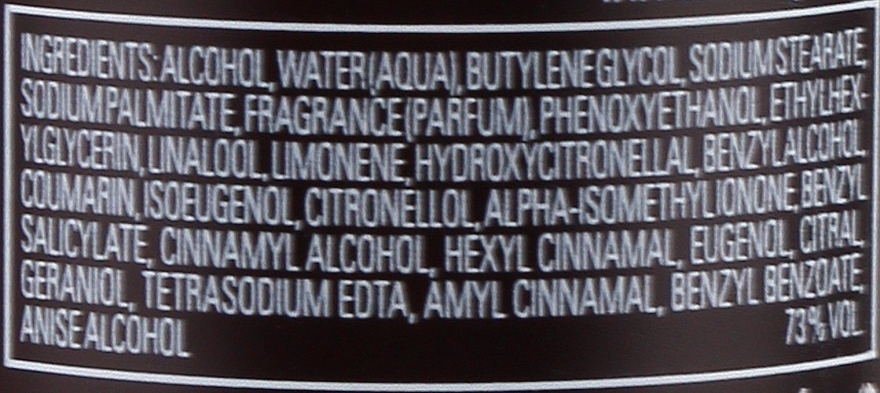 INGREDIENTS: ALCOHOL, WATER (AQUA), BUTYLENE GLYCOL, SODIUM STEARATE,
SODIUM PALMITATE, FRAGRANCE (PARFUM), PHENOXYETHANOL, ETHYLHEX-
YLGLYCERIN, LINALOOL, LIMONENE, HYDROXYCITRONELLAL, BENZYL ALCOHOL,
COUMARIN, ISOEUGENOL, CITRONELLOL, ALPHA-ISOMETHYL IONONE, BENZYL
SALICYLATE, CINNAMYL ALCOHOL, HEXYL CINNAMAL, EUGENOL, CITRAL,
GERANIOL, TETRASODIUM EDTA, AMYL CINNAMAL, BENZYL BENZOATE,
ANISE ALCOHOL 73% VOL.